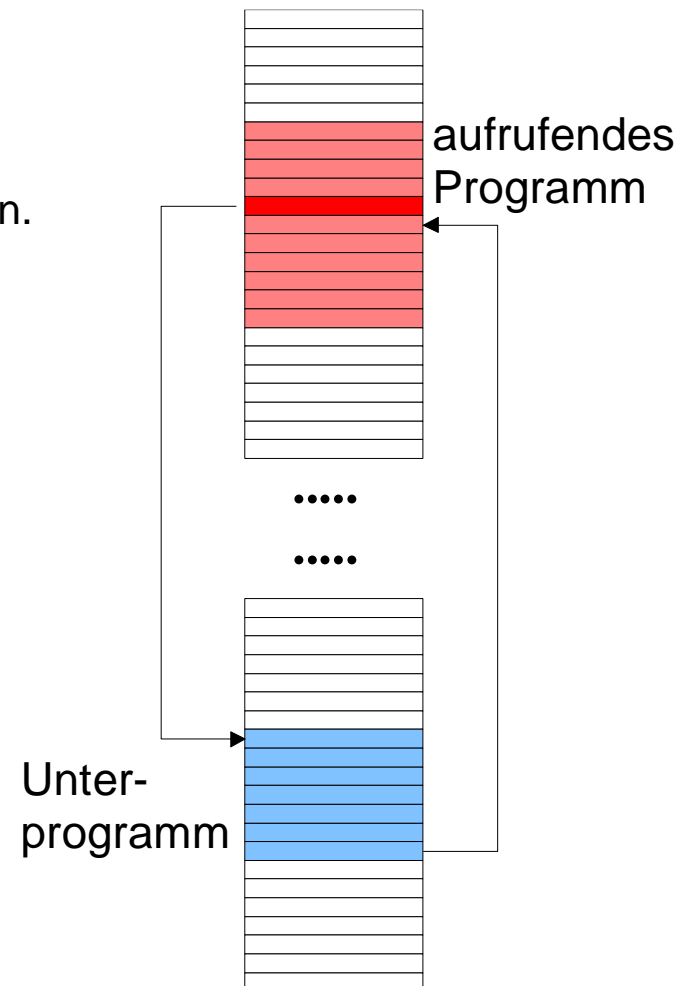 aufrufendes
Programm
n.
•••••
•••••
Unter-
programm